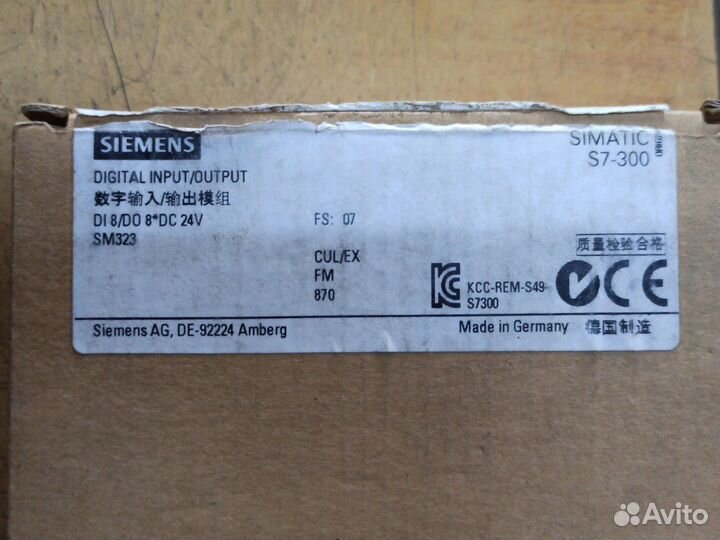 SIEMENS
SIMATIC
S7-300
DIGITAL INPUT/OUTPUT
数字输入/输出模组
DI 8/DO 8*DC 24V
FS: 07
SM323
质量检验合格
CUL/EX
FM
870
KCC-REM-S49-
S7300
CE
Siemens AG, DE-92224 Amberg
Made in Germany 德国制造
Avito